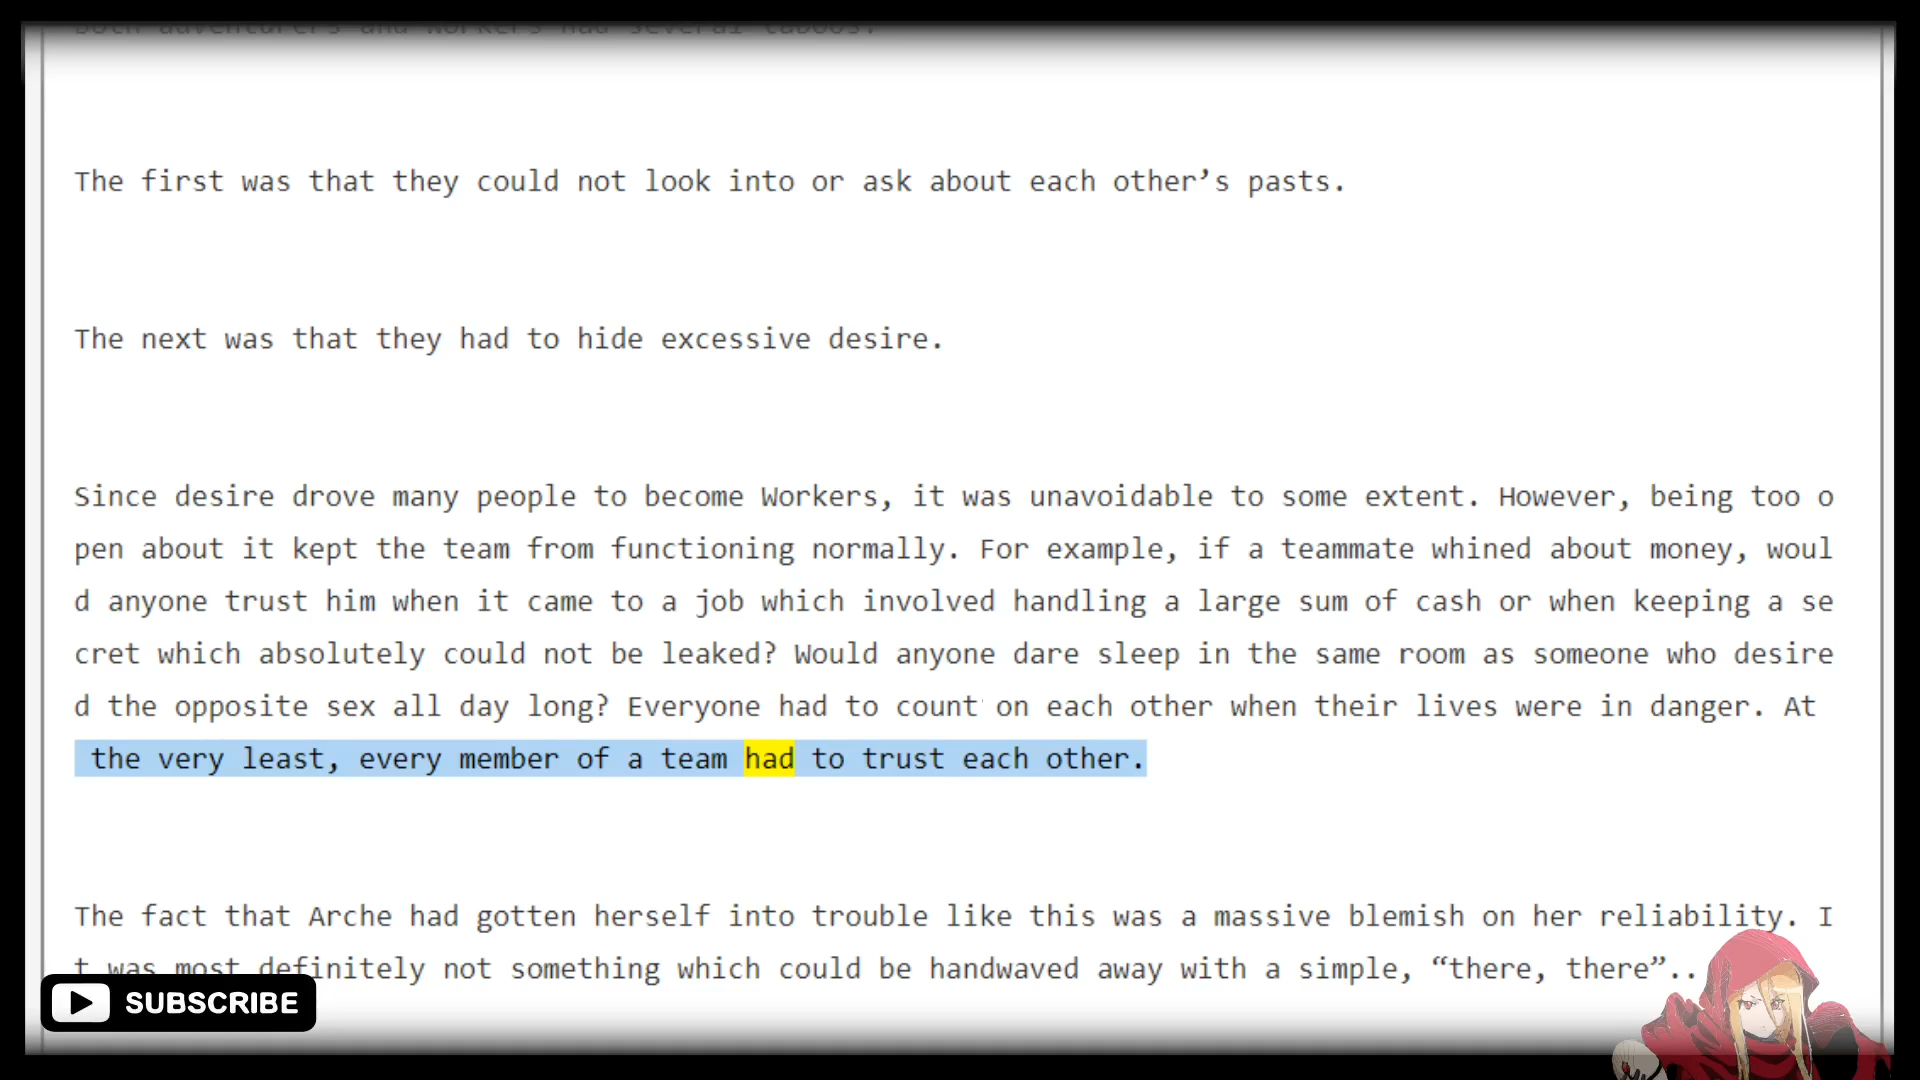 both adventurers and Workers had several taboos.
The first was that they could not look into or ask about each other’s pasts.
The next was that they had to hide excessive desire.
Since desire drove many people to become Workers, it was unavoidable to some extent. However, being too o
pen about it kept the team from functioning normally. For example, if a teammate whined about money, woul
d anyone trust him when it came to a job which involved handling a large sum of cash or when keeping a se
cret which absolutely could not be leaked? Would anyone dare sleep in the same room as someone who desire
d the opposite sex all day long? Everyone had to count on each other when their lives were in danger. At
the very least, every member of a team had to trust each other.
The fact that Arche had gotten herself into trouble like this was a massive blemish on her reliability. I
t was most definitely not something which could be handwaved away with a simple, “there, there”..
SUBSCRIBE